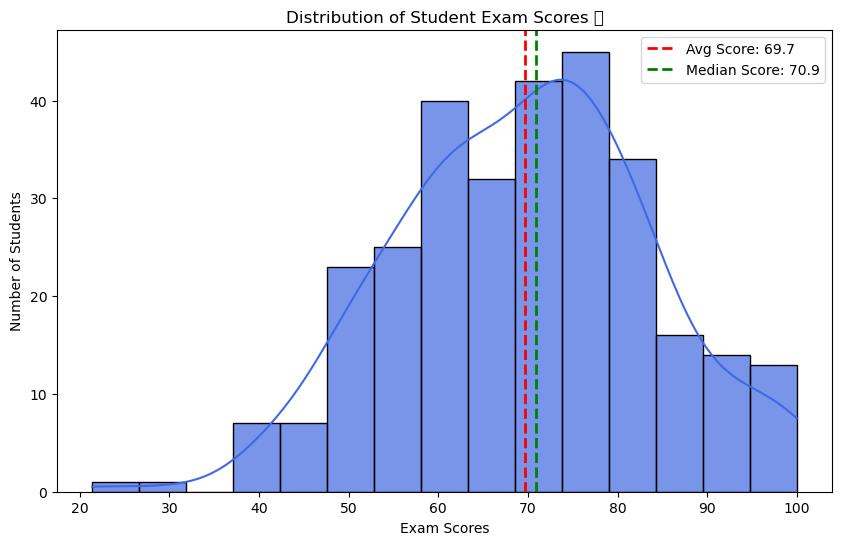 Distribution of Student Exam Scores
Avg Score: 69.7
Median Score: 70.9
Number of Students
40
30
20
10
0
20 30 40 50 60 70 80 90 100
Exam Scores